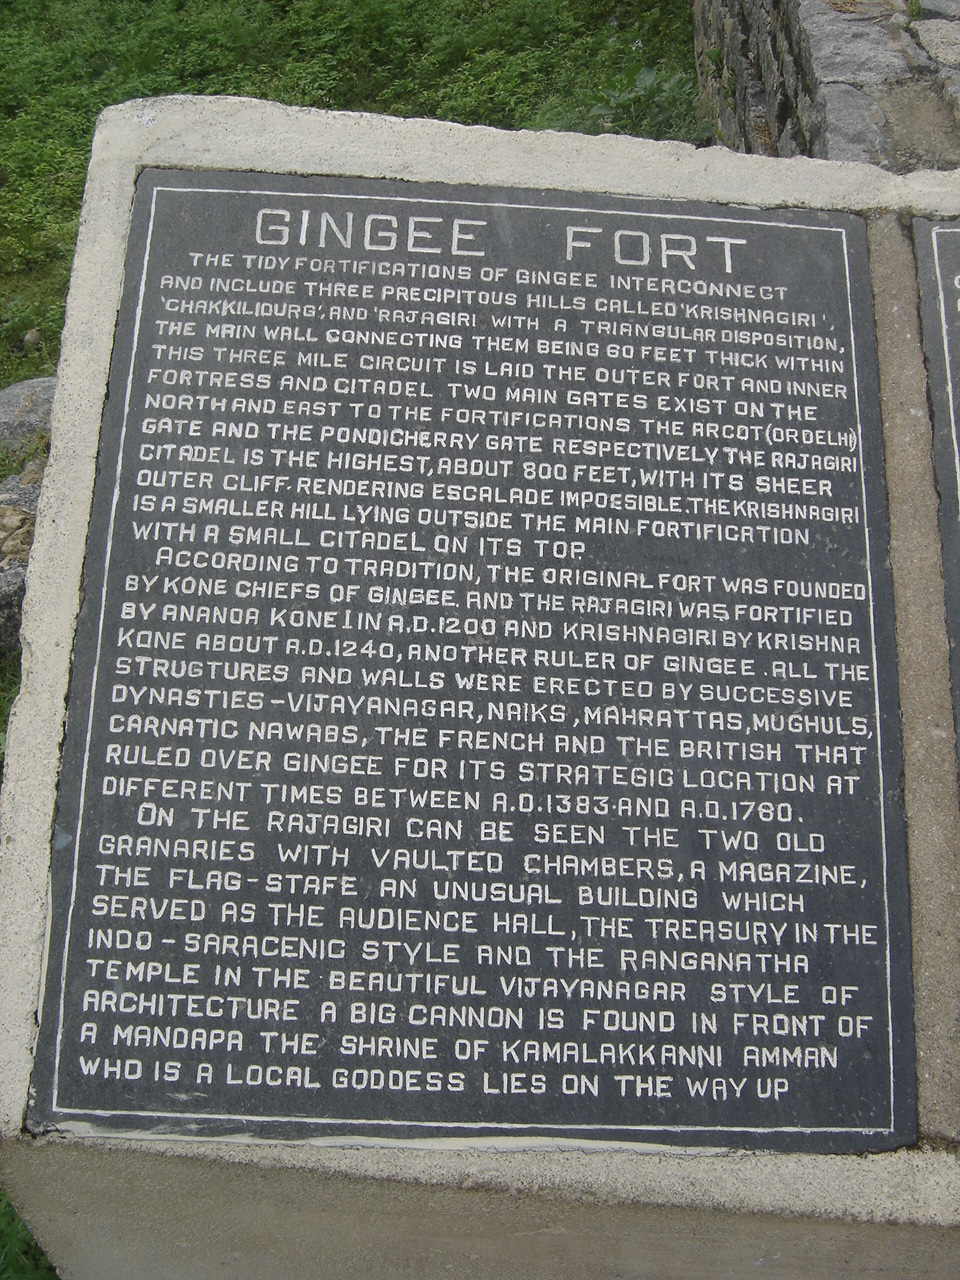 GINGEE FORT
THE TIDY FORTIFICATIONS OF GINGEE INTERCONNECT
AND INCLUDE THREE PRECIPITOUS HILLS CALLED 'KRISHNAGIRI',
'CHAKKILIDURG', AND 'RAJAGIRI WITH A TRIANGULAR DISPOSITION,
THE MAIN WALL CONNECTING THEM BEING 60 FEET THICK WITHIN
THIS THREE MILE CIRCUIT IS LAID THE OUTER FORT AND INNER
FORTRESS AND CITADEL TWO MAIN GATES EXIST ON THE
NORTH AND EAST TO THE FORTIFICATIONS THE ARCOT (OR DELHI)
GATE AND THE PONDICHERRY GATE RESPECTIVELY, THE RAJAGIRI
CITADEL IS THE HIGHEST, ABOUT 800 FEET, WITH ITS SHEER
OUTER CLIFF. RENDERING ESCALADE IMPOESIBLE. THE KRISHNAGIRI
IS A SMALLER HILL LYING OUTSIDE THE MAIN FORTIFICATION
WITH A SMALL CITADEL ON ITS TOP.
ACCORDING TO TRADITION, THE ORIGINAL FORT WAS FOUNDED
BY KONE CHIEFS OF GINGEE. AND THE RAJAGIRI WAS FORTIFIED
BY ANANDA KONE I IN A.D. 1200 AND KRISHNAGIRI BY KRISHNA
KONE ABOUT A.D. 1240, ANOTHER RULER OF GINGEE. ALL THE
STRUGTURES AND WALLS WERE ERECTED BY SUCCESSIVE
DYNASTIES - VIJAYANAGAR, NAIKS, MAHRATTAS, MUGHULS,
CARNATIC NAWABS, THE FRENCH AND THE BRITISH THAT
RULED OVER GINGEE FOR ITS STRATEGIC LOCATION AT
DIFFERENT TIMES BETWEEN A.D. 1383 AND A.D. 1780.
ON THE RAJAGIRI CAN BE SEEN THE TWO OLD
GRANARIES WITH VAULTED CHAMBERS, A MAGAZINE,
THE FLAG-STAFE AN UNUSUAL BUILDING WHICH
SERVED AS THE AUDIENCE HALL, THE TREASURY IN THE
INDO - SARACENIC STYLE AND THE RANGANATHA
TEMPLE IN THE BEAUTIFUL VIJAYANAGAR STYLE OF
ARCHITECTURE A BIG CANNON IS FOUND IN FRONT OF
A MANDAPA THE SHRINE OF KAMALAKKANNI AMMAN
WHO IS A LOCAL GODDESS LIES ON THE WAY UP